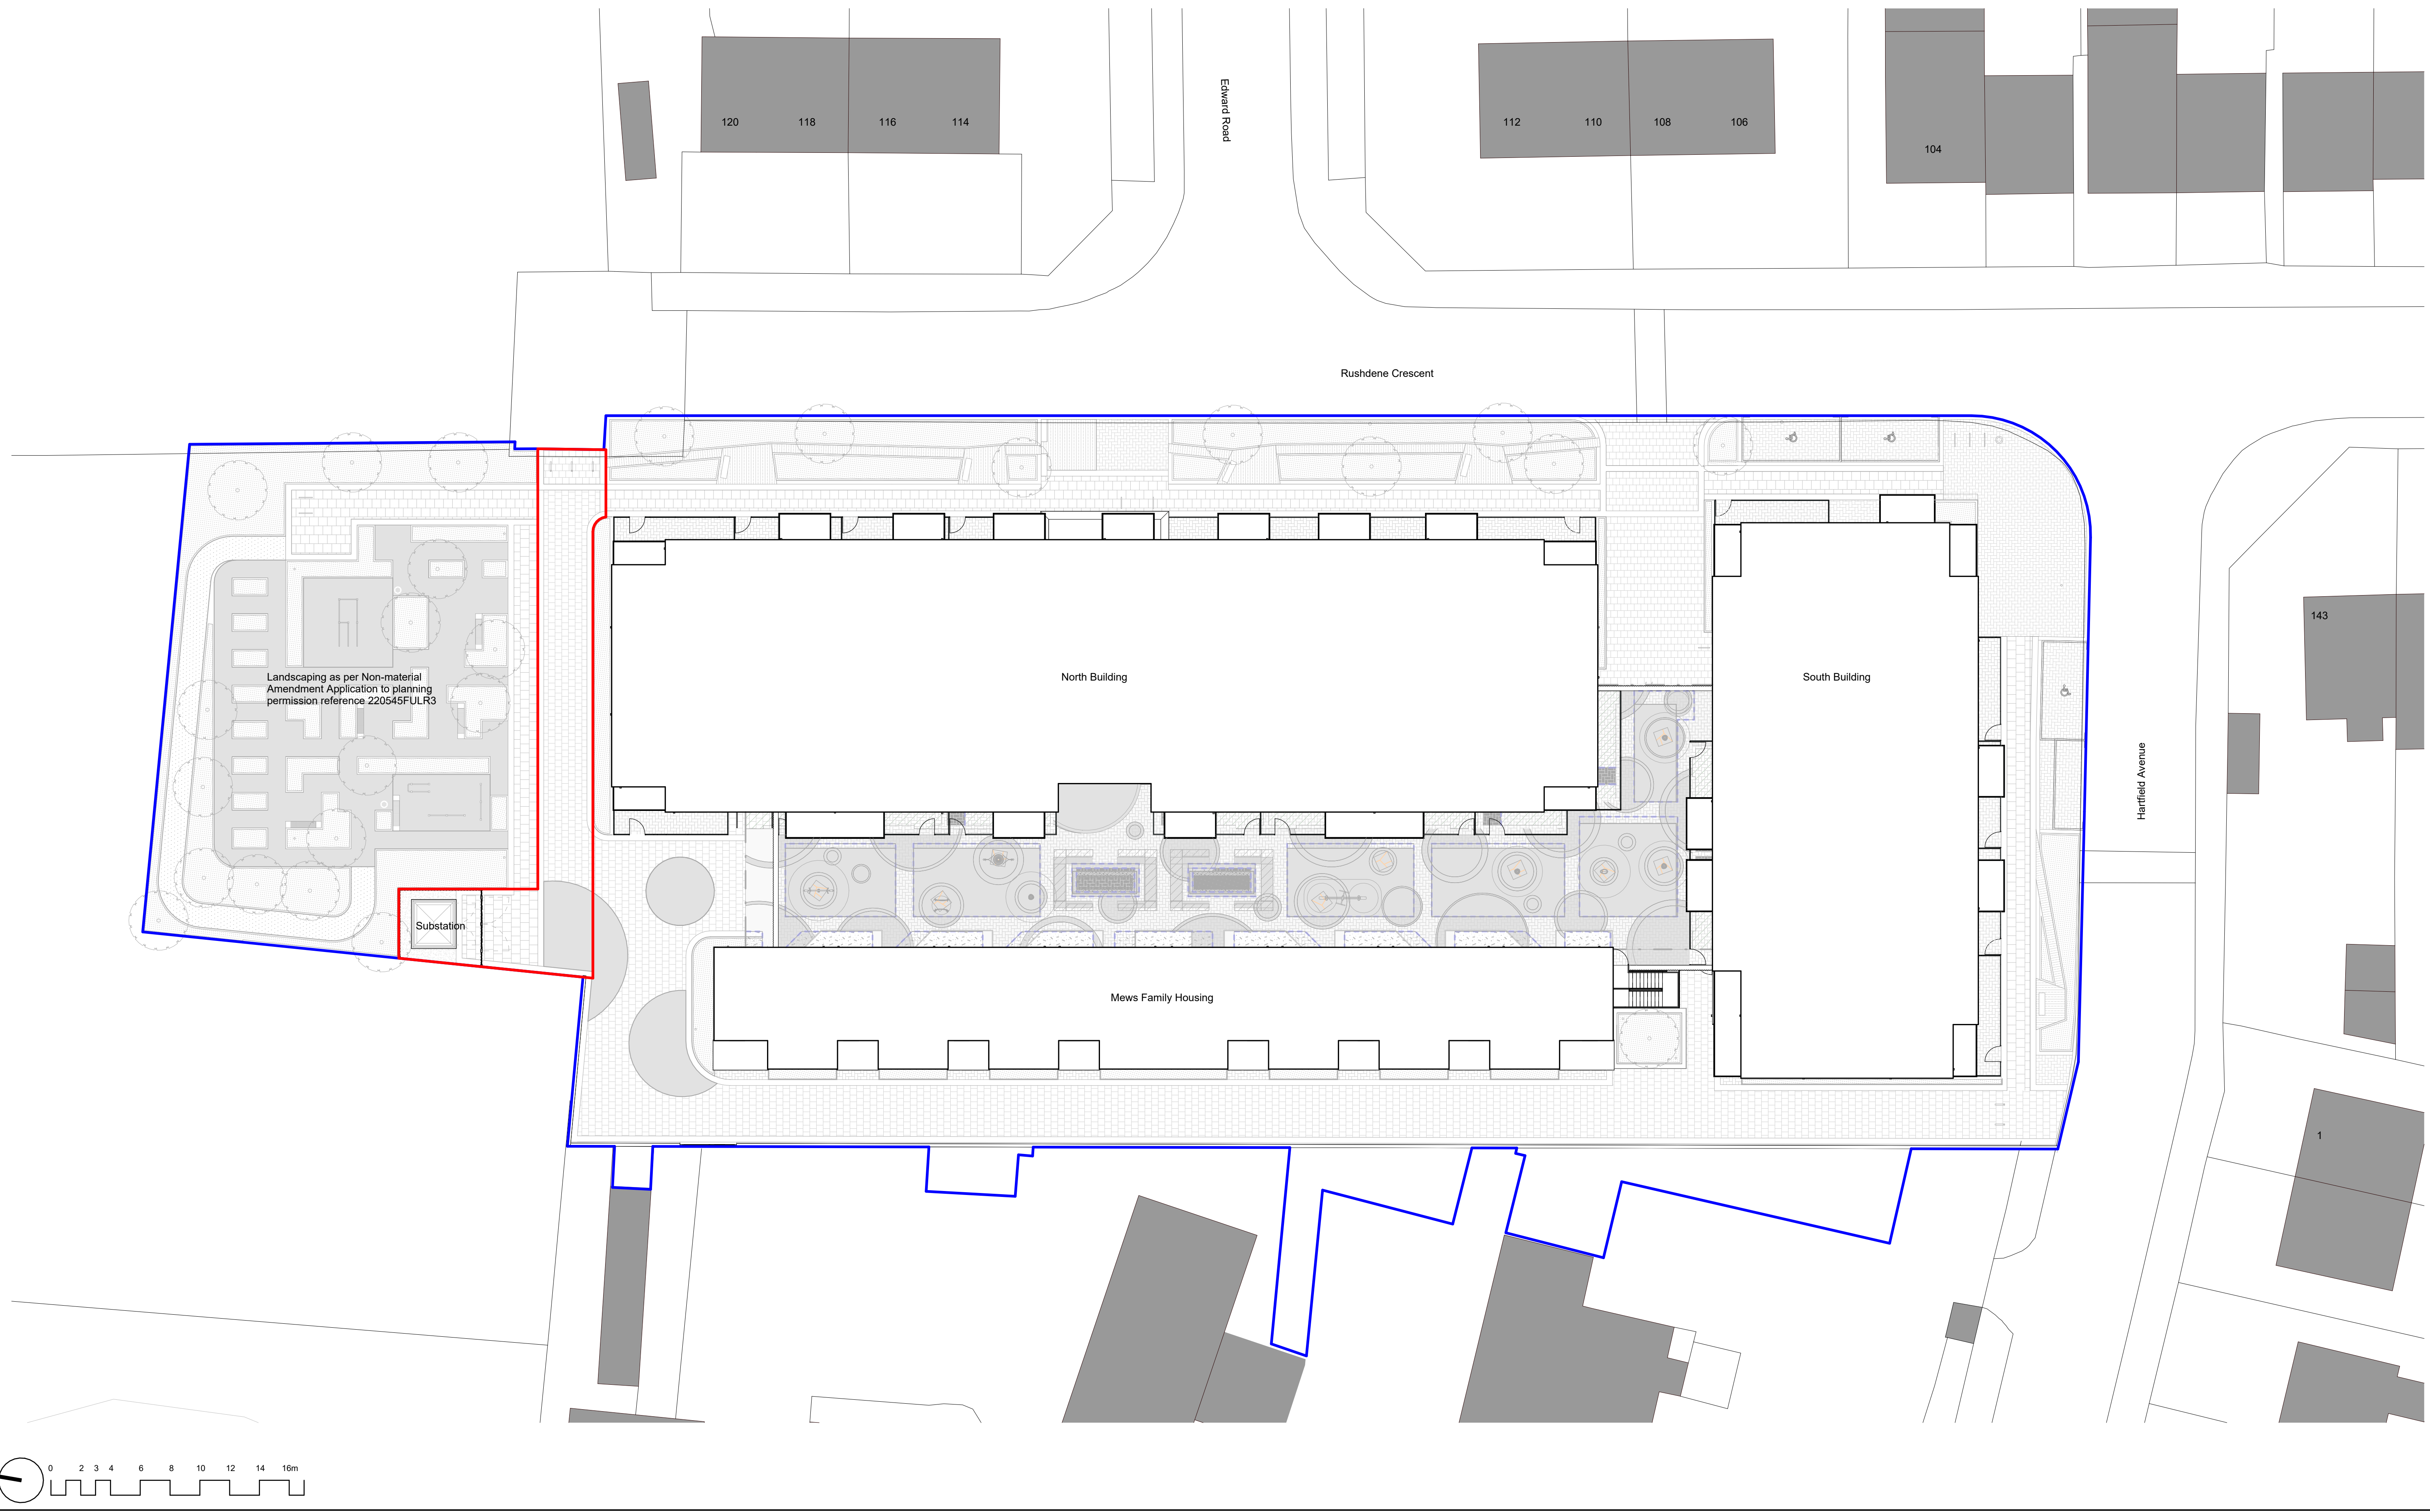 Edward Road
120
118
116
114
112
110
108
106
104
Rushdene Crescent
143
Landscaping as per Non-material
Amendment Application to planning
permission reference 220545FULR3
North Building
South Building
Hartfield Avenue
Substation
Mews Family Housing
1
0 2 3 4 6 8 10 12 14 16m